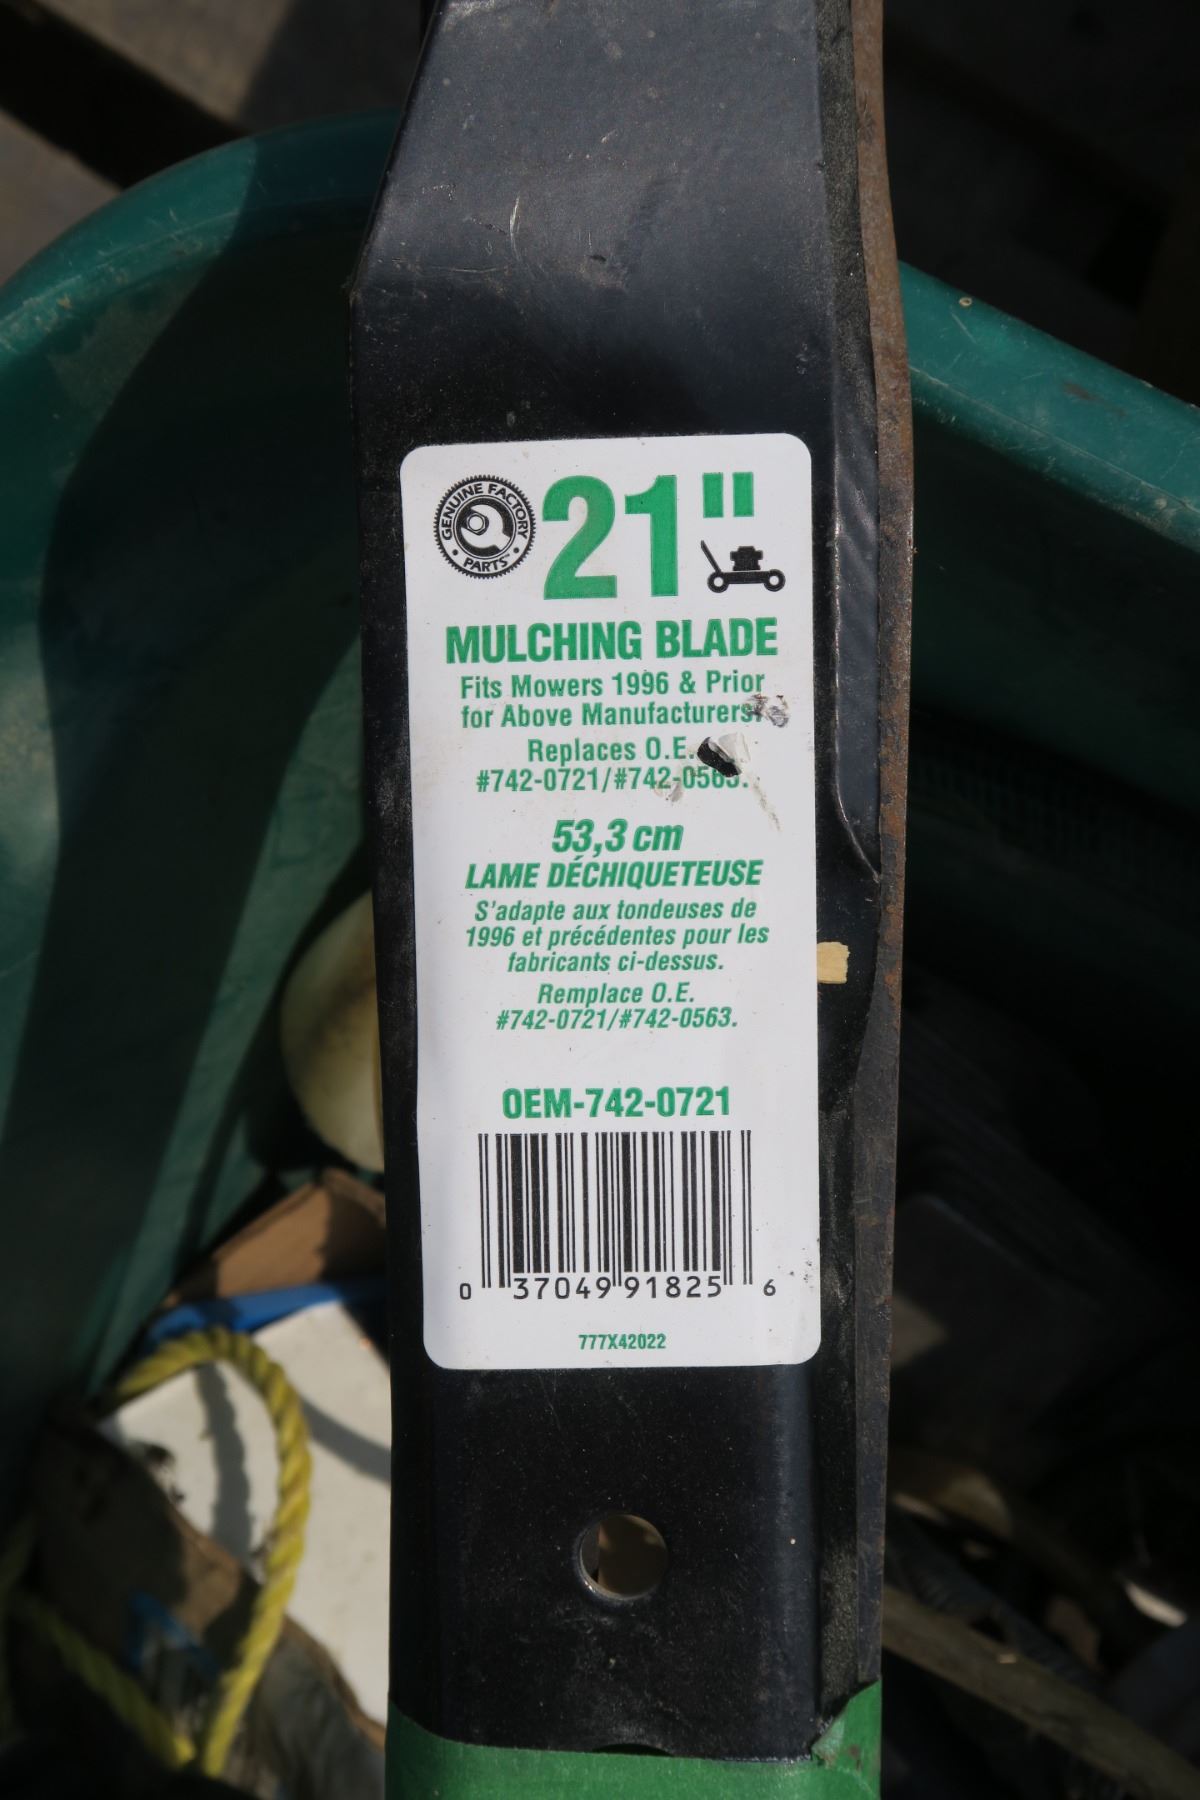 GENUINE FACTORY
PARTS
21"
MULCHING BLADE
Fits Mowers 1996 & Prior
for Above Manufacturers.
Replaces O.E.
#742-0721/#742-0563.
53,3 cm
LAME DÉCHIQUETEUSE
S'adapte aux tondeuses de
1996 et précédentes pour les
fabricants ci-dessus.
Remplace O.E.
#742-0721/#742-0563.
OEM-742-0721
0 37049 91825 6
777X42022